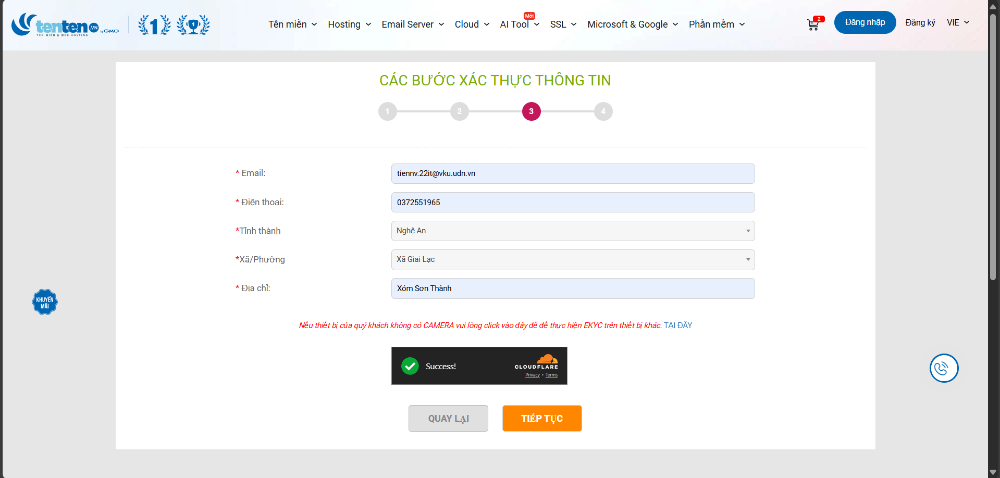 tenten.vn by GMO
TÊN MIỀN & WEB HOSTING
1
1
Tên miền
Hosting
Email Server
Cloud
AI Tool
Mới
SSL
Microsoft & Google
Phần mềm
2
Đăng nhập
Đăng ký
VIE
CÁC BƯỚC XÁC THỰC THÔNG TIN
1
2
3
4
* Email:
tiennv.22it@vku.udn.vn
* Điện thoại:
0372551965
*Tỉnh thành
Nghệ An
*Xã/Phường
Xã Giai Lạc
* Địa chỉ:
Xóm Sơn Thành
KHUYẾN
MÃI
Nếu thiết bị của quý khách không có CAMERA vui lòng click vào đây để để thực hiện EKYC trên thiết bị khác. TẠI ĐÂY
Success!
CLOUDFLARE
Privacy • Terms
QUAY LẠI
TIẾP TỤC